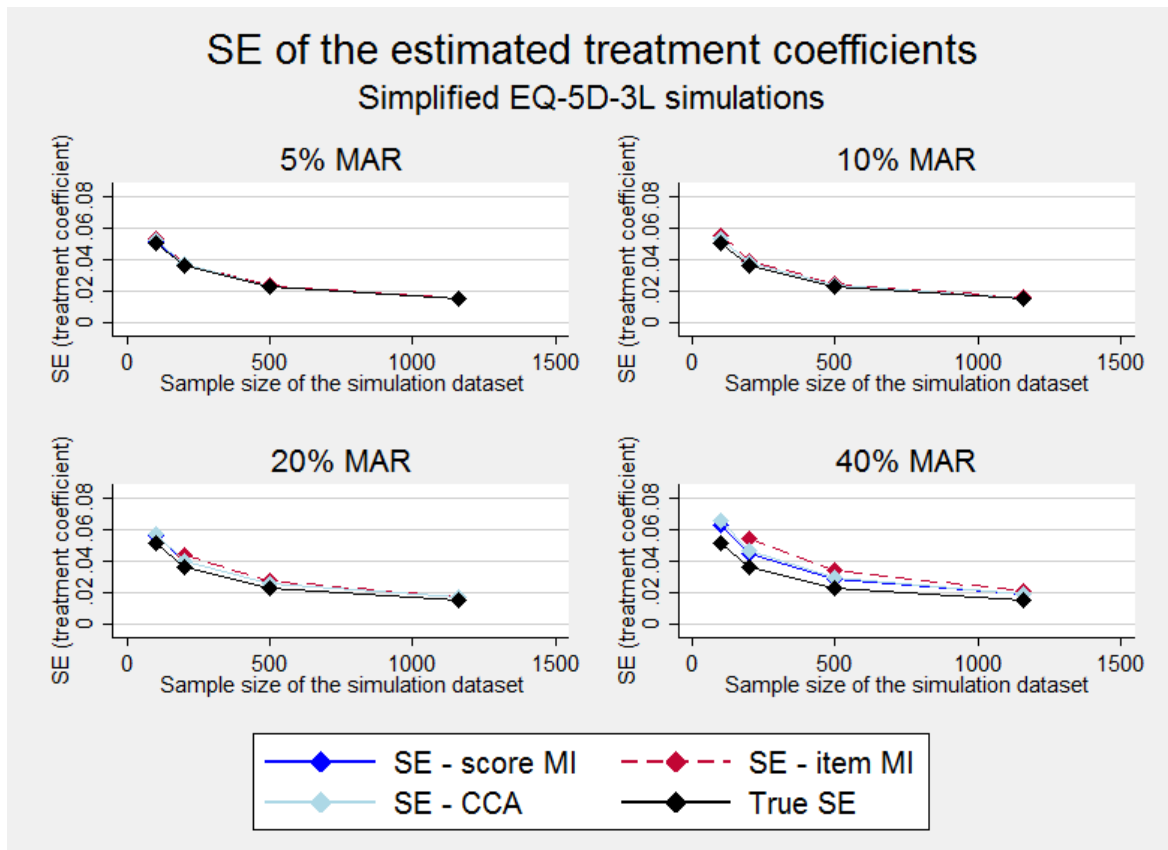 SE of the estimated treatment coefficients
Simplified EQ-5D-3L simulations
5% MAR
SE (treatment coefficient)
0 .02 .04 .06 .08
0 500 1000 1500
Sample size of the simulation dataset
10% MAR
SE (treatment coefficient)
0 .02 .04 .06 .08
0 500 1000 1500
Sample size of the simulation dataset
20% MAR
SE (treatment coefficient)
0 .02 .04 .06 .08
0 500 1000 1500
Sample size of the simulation dataset
40% MAR
SE (treatment coefficient)
0 .02 .04 .06 .08
0 500 1000 1500
Sample size of the simulation dataset
SE - score MI SE - item MI
SE - CCA True SE